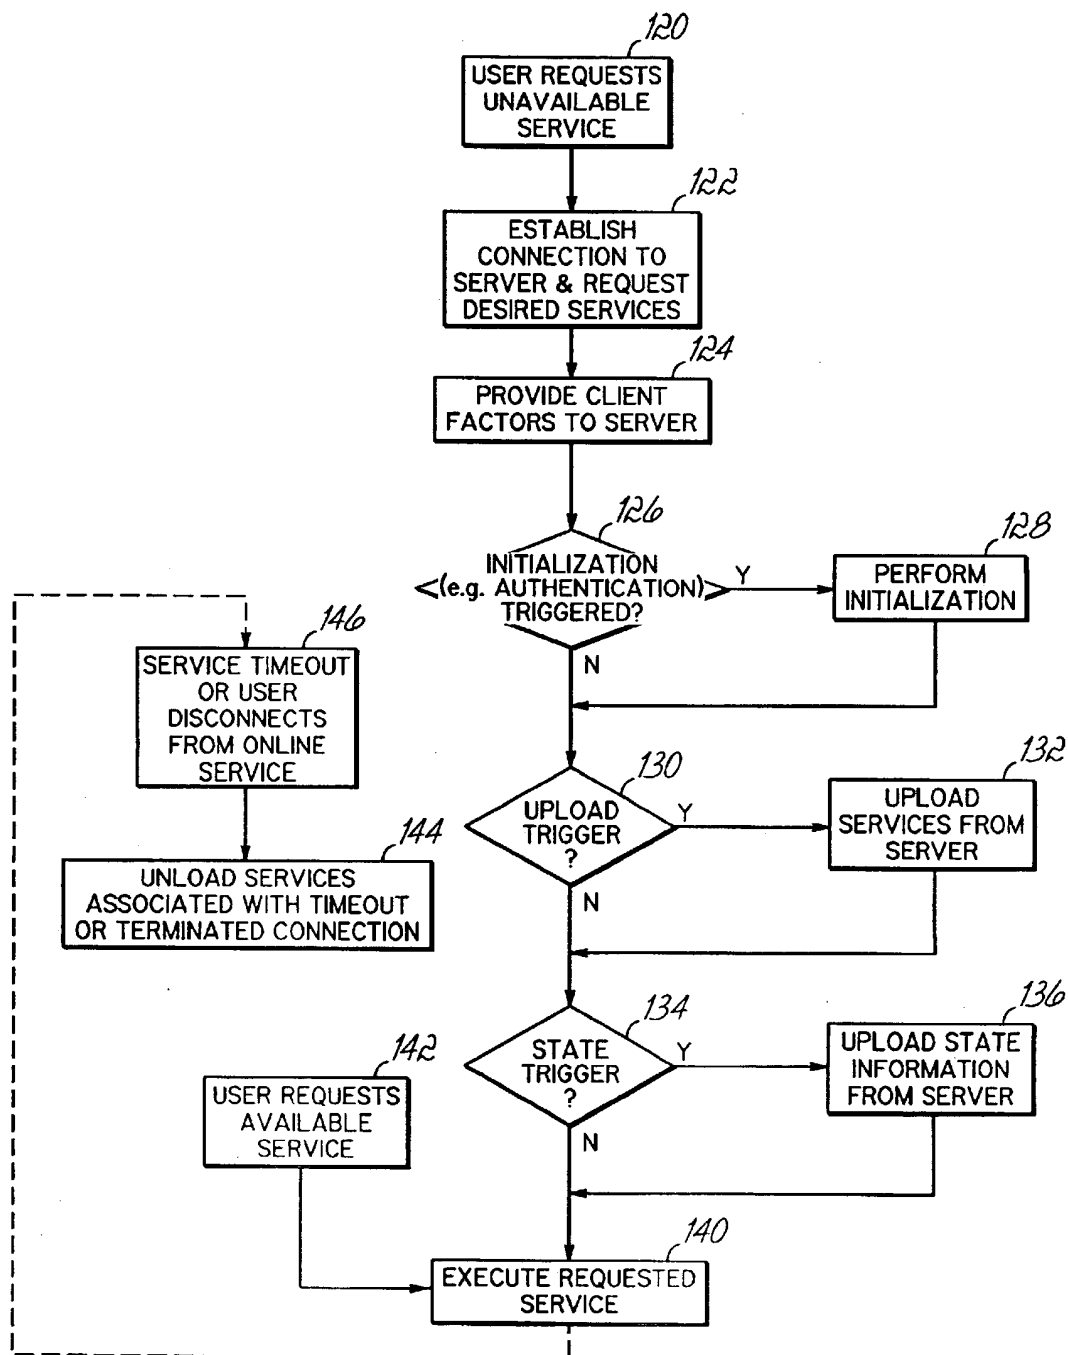 120
USER REQUESTS
UNAVAILABLE
SERVICE
122
ESTABLISH
CONNECTION TO
SERVER & REQUEST
DESIRED SERVICES
124
PROVIDE CLIENT
FACTORS TO SERVER
126
INITIALIZATION
(e.g. AUTHENTICATION)
TRIGGERED?
Y
N
128
PERFORM
INITIALIZATION
146
SERVICE TIMEOUT
OR USER
DISCONNECTS
FROM ONLINE
SERVICE
130
UPLOAD
TRIGGER
?
Y
N
132
UPLOAD
SERVICES FROM
SERVER
144
UNLOAD SERVICES
ASSOCIATED WITH TIMEOUT
OR TERMINATED CONNECTION
134
STATE
TRIGGER
?
Y
N
136
UPLOAD STATE
INFORMATION
FROM SERVER
142
USER REQUESTS
AVAILABLE
SERVICE
140
EXECUTE REQUESTED
SERVICE